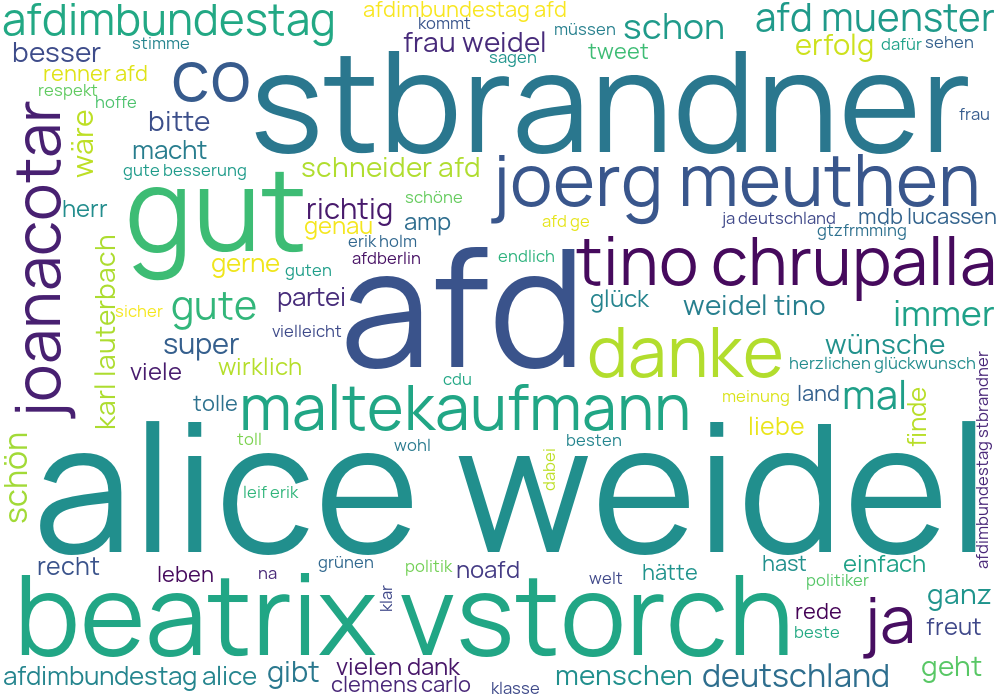 afdimbundestag
afdimbundestag afd
kommt
müssen
schon
afd muenster
besser
stimme
frau weidel
sagen
tweet
erfolg
dafür
sehen
renner afd
respekt
hoffe
co
stbrandner
frau
wäre
bitte
macht
gute besserung
schneider afd
joerg meuthen
joanacotar
herr
gut
richtig
schöne
genau
amp
afd ge
ja deutschland
mdb lucassen
gtzfrmming
erik holm
afdberlin
gerne
guten
endlich
tino chrupalla
karl lauterbach
sicher
gute
partei
afd
glück
weidel tino
immer
vielleicht
super
danke
wünsche
viele
wirklich
herzlichen glückwunsch
cdu
tolle
maltekaufmann
meinung
land
mal
finde
afdimbundestag stbrandner
schön
toll
wohl
besten
liebe
alice weidel
dabei
leif erik
recht
leben
na
grünen
politik
noafd
welt
hätte
hast
einfach
politiker
beatrix vstorch
klar
rede
beste
ja
ganz
freut
afdimbundestag alice
gibt
vielen dank
clemens carlo
klasse
menschen
deutschland
geht